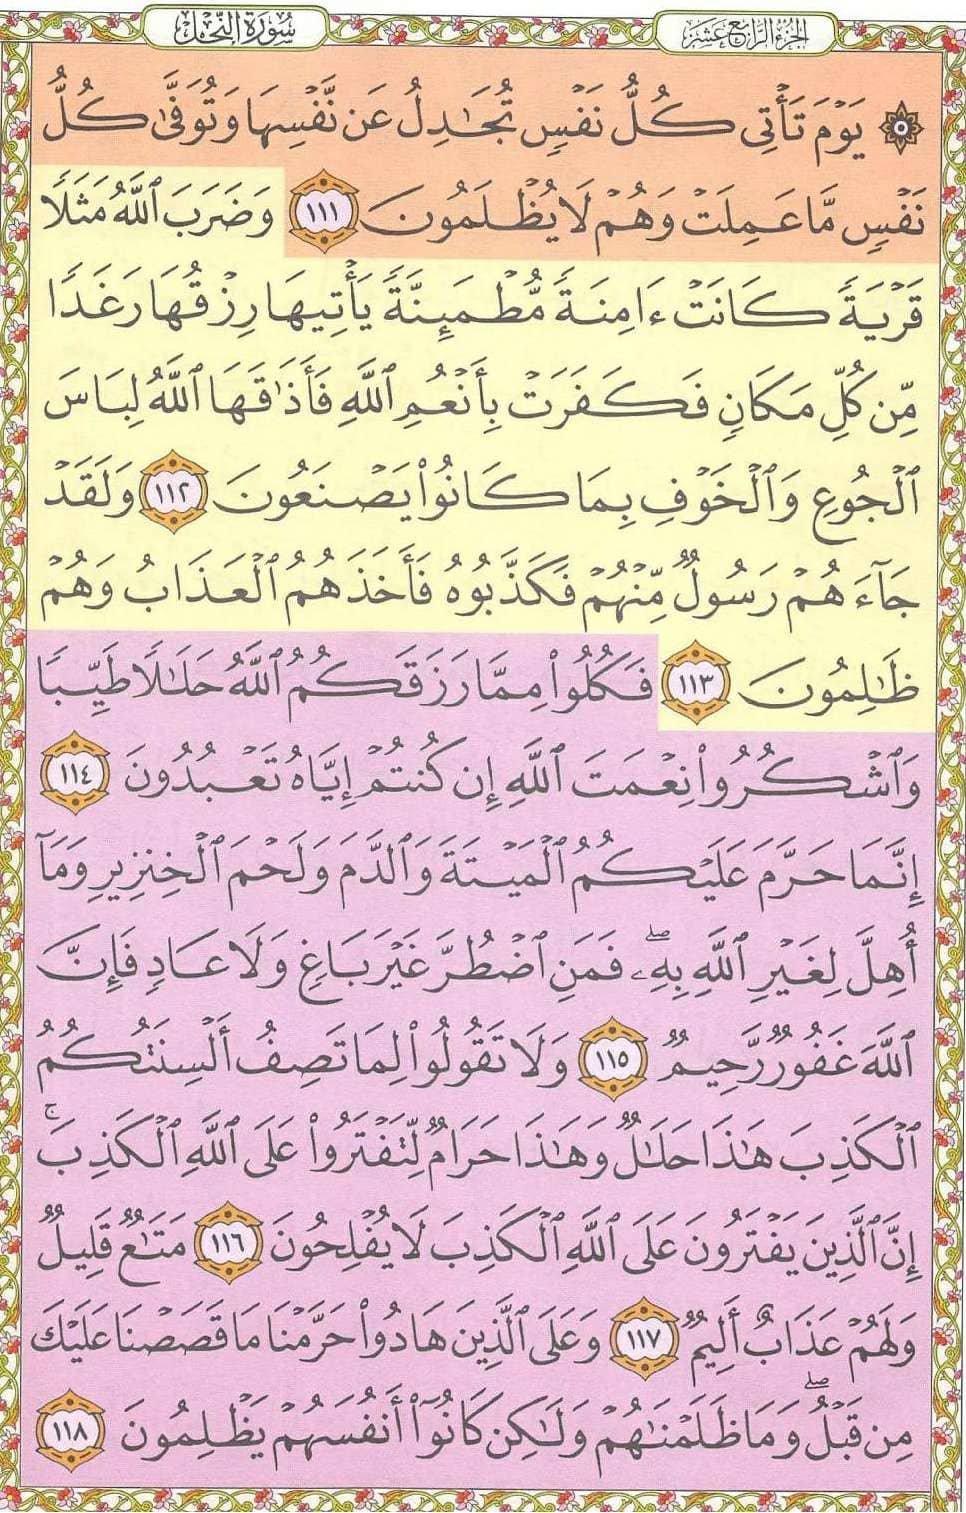 الجزء الرابع عشر
سورة النحل
۞ يَوْمَ تَأْتِى كُلُّ نَفْسٍ تُجَـٰدِلُ عَن نَّفْسِهَا وَتُوَفَّىٰ كُلُّ
نَفْسٍ مَّا عَمِلَتْ وَهُمْ لَا يُظْلَمُونَ ١١١ وَضَرَبَ ٱللَّهُ مَثَلًا
قَرْيَةً كَانَتْ ءَامِنَةً مُّطْمَئِنَّةً يَأْتِيهَا رِزْقُهَا رَغَدًا
مِّن كُلِّ مَكَانٍ فَكَفَرَتْ بِأَنْعُمِ ٱللَّهِ فَأَذَٰقَهَا ٱللَّهُ لِبَاسَ
ٱلْجُوعِ وَٱلْخَوْفِ بِمَا كَانُوا۟ يَصْنَعُونَ ١١٢ وَلَقَدْ
جَآءَهُمْ رَسُولٌ مِّنْهُمْ فَكَذَّبُوهُ فَأَخَذَهُمُ ٱلْعَذَابُ وَهُمْ
ظَـٰلِمُونَ ١١٣ فَكُلُوا۟ مِمَّا رَزَقَكُمُ ٱللَّهُ حَلَـٰلًا طَيِّبًا
وَٱشْكُرُوا۟ نِعْمَتَ ٱللَّهِ إِن كُنتُمْ إِيَّاهُ تَعْبُدُونَ ١١٤
إِنَّمَا حَرَّمَ عَلَيْكُمُ ٱلْمَيْتَةَ وَٱلدَّمَ وَلَحْمَ ٱلْخِنزِيرِ وَمَآ
أُهِلَّ لِغَيْرِ ٱللَّهِ بِهِۦ ۖ فَمَنِ ٱضْطُرَّ غَيْرَ بَاغٍ وَلَا عَادٍ فَإِنَّ
ٱللَّهَ غَفُورٌ رَّحِيمٌ ١١٥ وَلَا تَقُولُوا۟ لِمَا تَصِفُ أَلْسِنَتُكُمُ
ٱلْكَذِبَ هَـٰذَا حَلَـٰلٌ وَهَـٰذَا حَرَامٌ لِّتَفْتَرُوا۟ عَلَى ٱللَّهِ ٱلْكَذِبَ ۚ
إِنَّ ٱلَّذِينَ يَفْتَرُونَ عَلَى ٱللَّهِ ٱلْكَذِبَ لَا يُفْلِحُونَ ١١٦ مَتَـٰعٌ قَلِيلٌ
وَلَهُمْ عَذَابٌ أَلِيمٌ ١١٧ وَعَلَى ٱلَّذِينَ هَادُوا۟ حَرَّمْنَا مَا قَصَصْنَا عَلَيْكَ
مِن قَبْلُ ۖ وَمَا ظَلَمْنَـٰهُمْ وَلَـٰكِن كَانُوٓا۟ أَنفُسَهُمْ يَظْلِمُونَ ١١٨